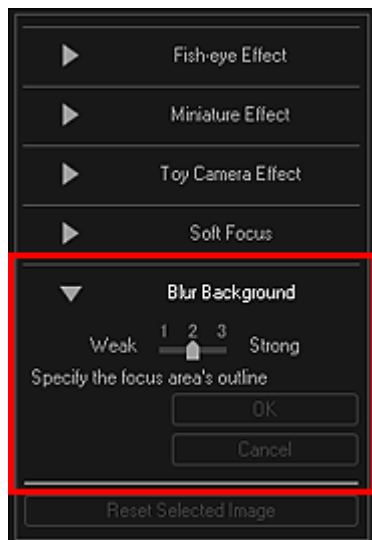 Fish-eye Effect
Miniature Effect
Toy Camera Effect
Soft Focus
Blur Background
1 2 3
Weak Strong
Specify the focus area's outline
OK
Cancel
Reset Selected Image